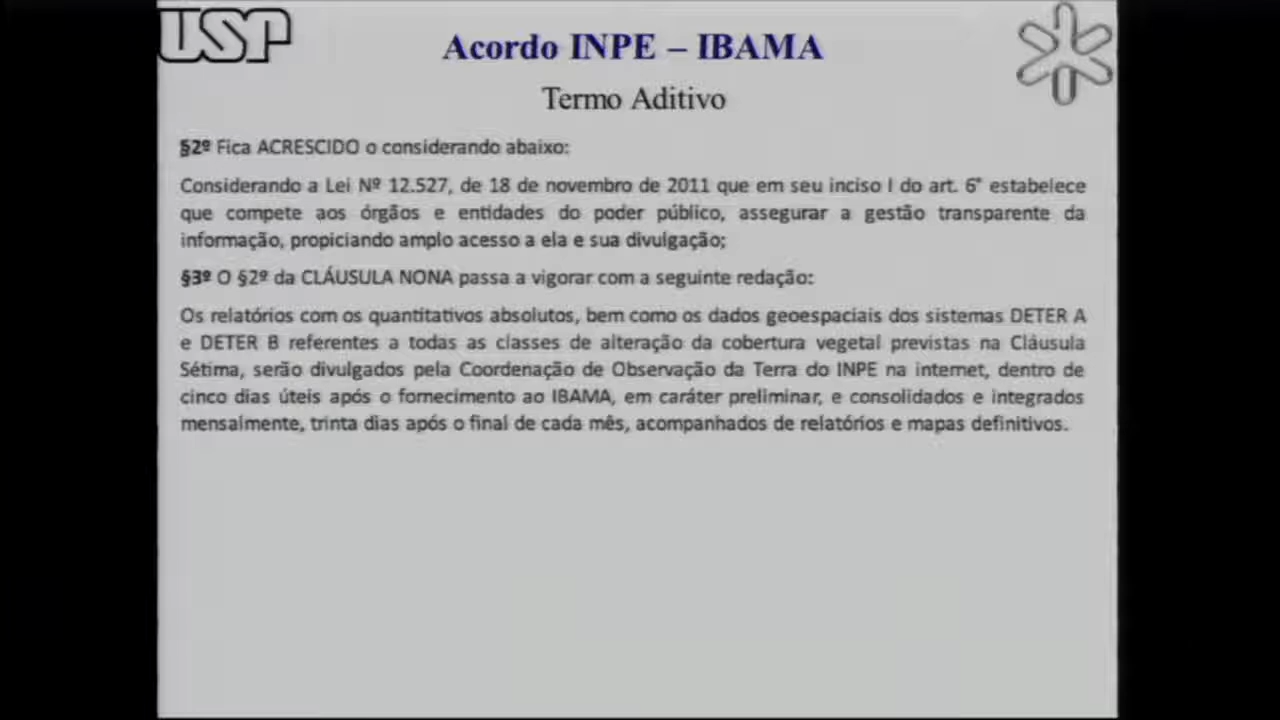 USP
Acordo INPE – IBAMA
Termo Aditivo
§2º Fica ACRESCIDO o considerando abaixo:
Considerando a Lei Nº 12.527, de 18 de novembro de 2011 que em seu inciso I do art. 6° estabelece
que compete aos órgãos e entidades do poder público, assegurar a gestão transparente da
informação, propiciando amplo acesso a ela e sua divulgação;
§3º O §2º da CLÁUSULA NONA passa a vigorar com a seguinte redação:
Os relatórios com os quantitativos absolutos, bem como os dados geoespaciais dos sistemas DETER A
e DETER B referentes a todas as classes de alteração da cobertura vegetal previstas na Cláusula
Sétima, serão divulgados pela Coordenação de Observação da Terra do INPE na internet, dentro de
cinco dias úteis após o fornecimento ao IBAMA, em caráter preliminar, e consolidados e integrados
mensalmente, trinta dias após o final de cada mês, acompanhados de relatórios e mapas definitivos.